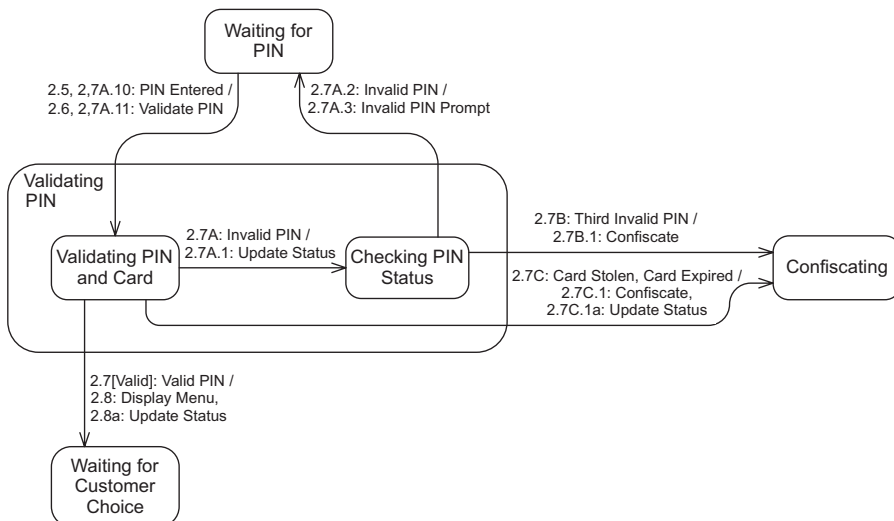 Waiting for
PIN
2.5, 2,7A.10: PIN Entered /
2.6, 2,7A.11: Validate PIN
2.7A.2: Invalid PIN /
2.7A.3: Invalid PIN Prompt
Validating
PIN
Validating PIN
and Card
2.7A: Invalid PIN /
2.7A.1: Update Status
Checking PIN
Status
2.7B: Third Invalid PIN /
2.7B.1: Confiscate
2.7C: Card Stolen, Card Expired /
2.7C.1: Confiscate,
2.7C.1a: Update Status
Confiscating
2.7[Valid]: Valid PIN /
2.8: Display Menu,
2.8a: Update Status
Waiting for
Customer
Choice